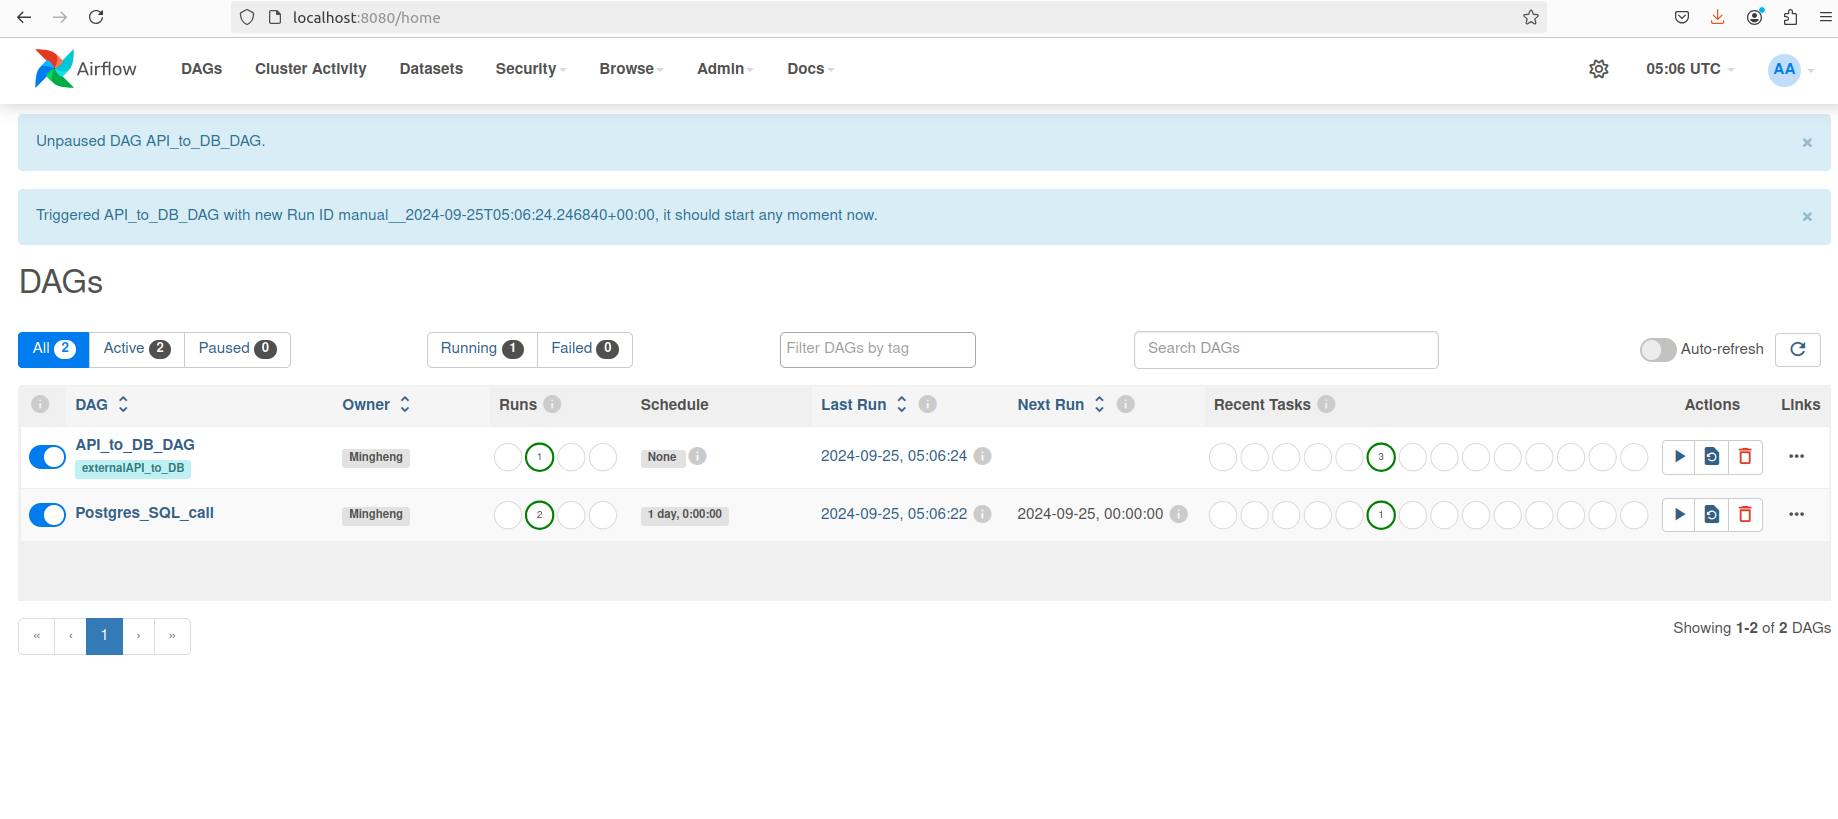 localhost:8080/home
Airflow DAGs Cluster Activity Datasets Security Browse Admin Docs 05:06 UTC AA
Unpaused DAG API_to_DB_DAG. ×
Triggered API_to_DB_DAG with new Run ID manual__2024-09-25T05:06:24.246840+00:00, it should start any moment now. ×
DAGs
All 2 Active 2 Paused 0 Running 1 Failed 0 Filter DAGs by tag Search DAGs Auto-refresh
i DAG Owner Runs i Schedule Last Run i Next Run i Recent Tasks i Actions Links
API_to_DB_DAG
externalAPI_to_DB Mingheng 1 None i 2024-09-25, 05:06:24 i 3 ...
Postgres_SQL_call Mingheng 2 1 day, 0:00:00 2024-09-25, 05:06:22 i 2024-09-25, 00:00:00 i 1 ...
« ‹ 1 › » Showing 1-2 of 2 DAGs